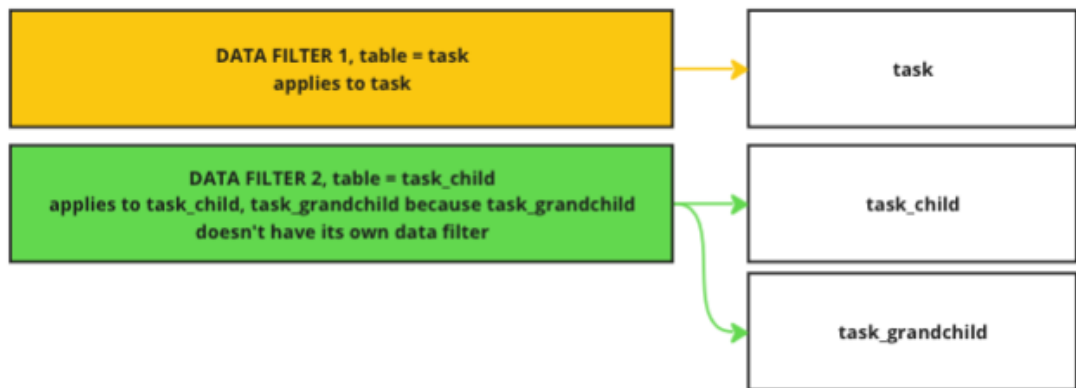 DATA FILTER 1, table = task
applies to task
task
DATA FILTER 2, table = task_child
applies to task_child, task_grandchild because task_grandchild
doesn't have its own data filter
task_child
task_grandchild